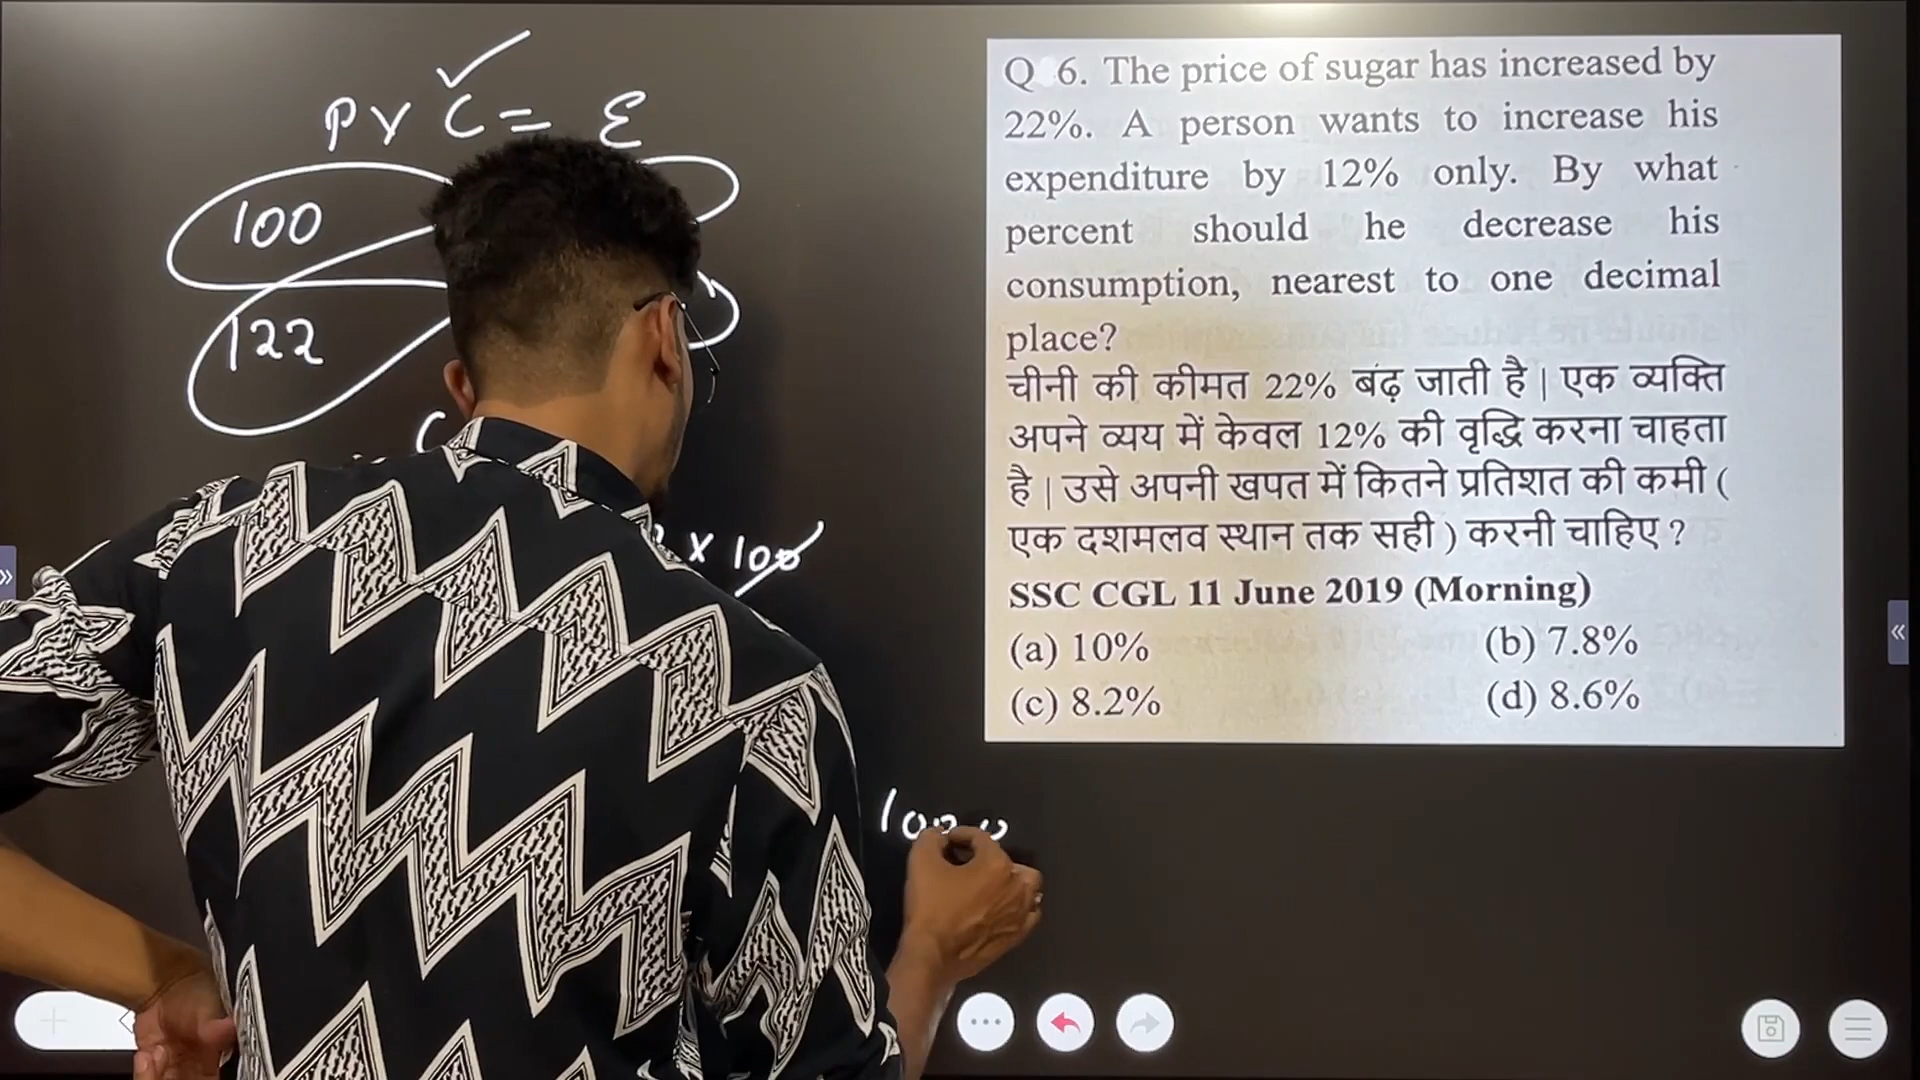 P × C = E
100
122
C
× 100
100
Q 6. The price of sugar has increased by
22%. A person wants to increase his
expenditure by 12% only. By what
percent should he decrease his
consumption, nearest to one decimal
place?
चीनी की कीमत 22% बढ़ जाती है | एक व्यक्ति
अपने व्यय में केवल 12% की वृद्धि करना चाहता
है | उसे अपनी खपत में कितने प्रतिशत की कमी (
एक दशमलव स्थान तक सही ) करनी चाहिए ?
SSC CGL 11 June 2019 (Morning)
(a) 10% (b) 7.8%
(c) 8.2% (d) 8.6%